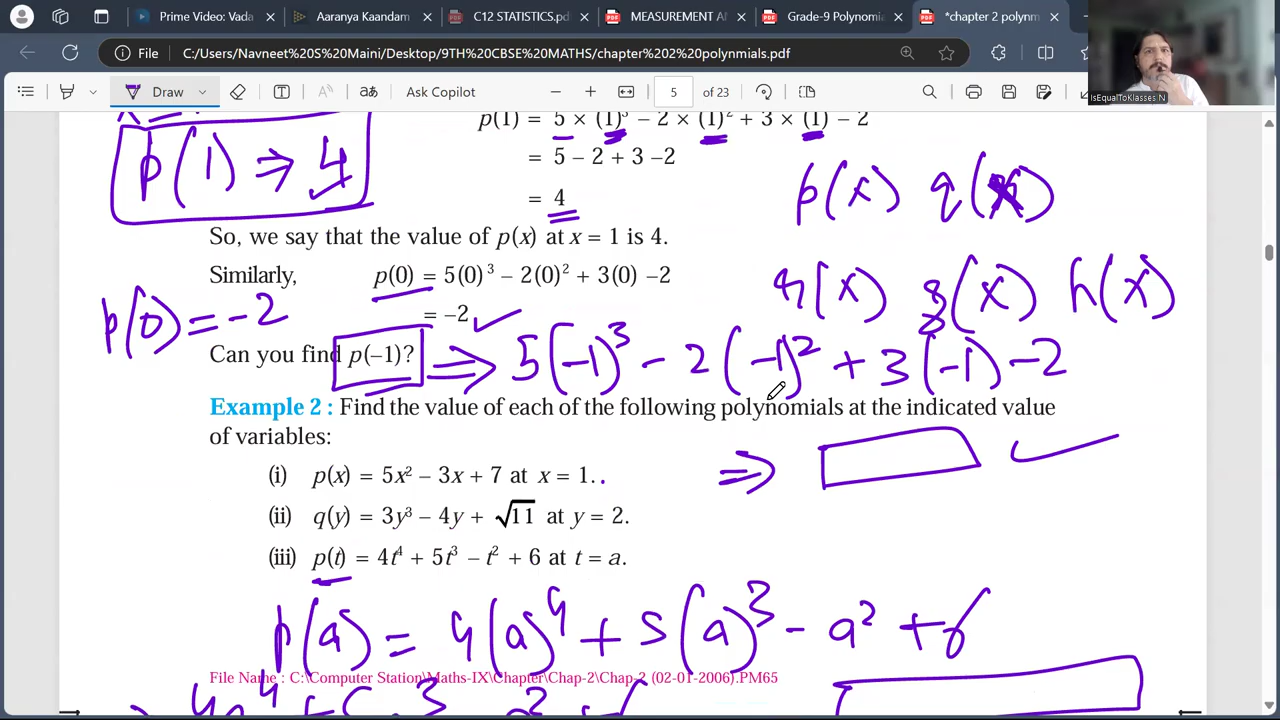 Prime Video: Vada
Aaranya Kaandam
C12 STATISTICS.pd
MEASUREMENT A
Grade-9 Polynomia
*chapter 2 polynm
File
C:/Users/Navneet%20S%20Maini/Desktop/9TH%20CBSE%20MATHS/chapter%202%20polynmials.pdf
Draw
Ask Copilot
5 of 23
IsEqualToKlasses N
p(1) = 5 × (1)³ − 2 × (1)² + 3 × (1) − 2
p(1) ⇒ 4
= 5 − 2 + 3 −2
p(x) q(x)
= 4
So, we say that the value of p(x) at x = 1 is 4.
Similarly, p(0) = 5(0)³ − 2(0)² + 3(0) −2
r(x) g(x) h(x)
p(0) = −2
= −2
Can you find p(−1)? ⇒ 5(−1)³ − 2(−1)² + 3(−1) − 2
Example 2 : Find the value of each of the following polynomials at the indicated value
of variables:
(i) p(x) = 5x² − 3x + 7 at x = 1.
⇒
(ii) q(y) = 3y³ − 4y + √11 at y = 2.
(iii) p(t) = 4t⁴ + 5t³ − t² + 6 at t = a.
p(a) = 4(a)⁴ + 5(a)³ − a² + 6
File Name : C:\Computer Station\Maths-IX\Chapter\Chap-2\Chap-2 (02-01-2006).PM65